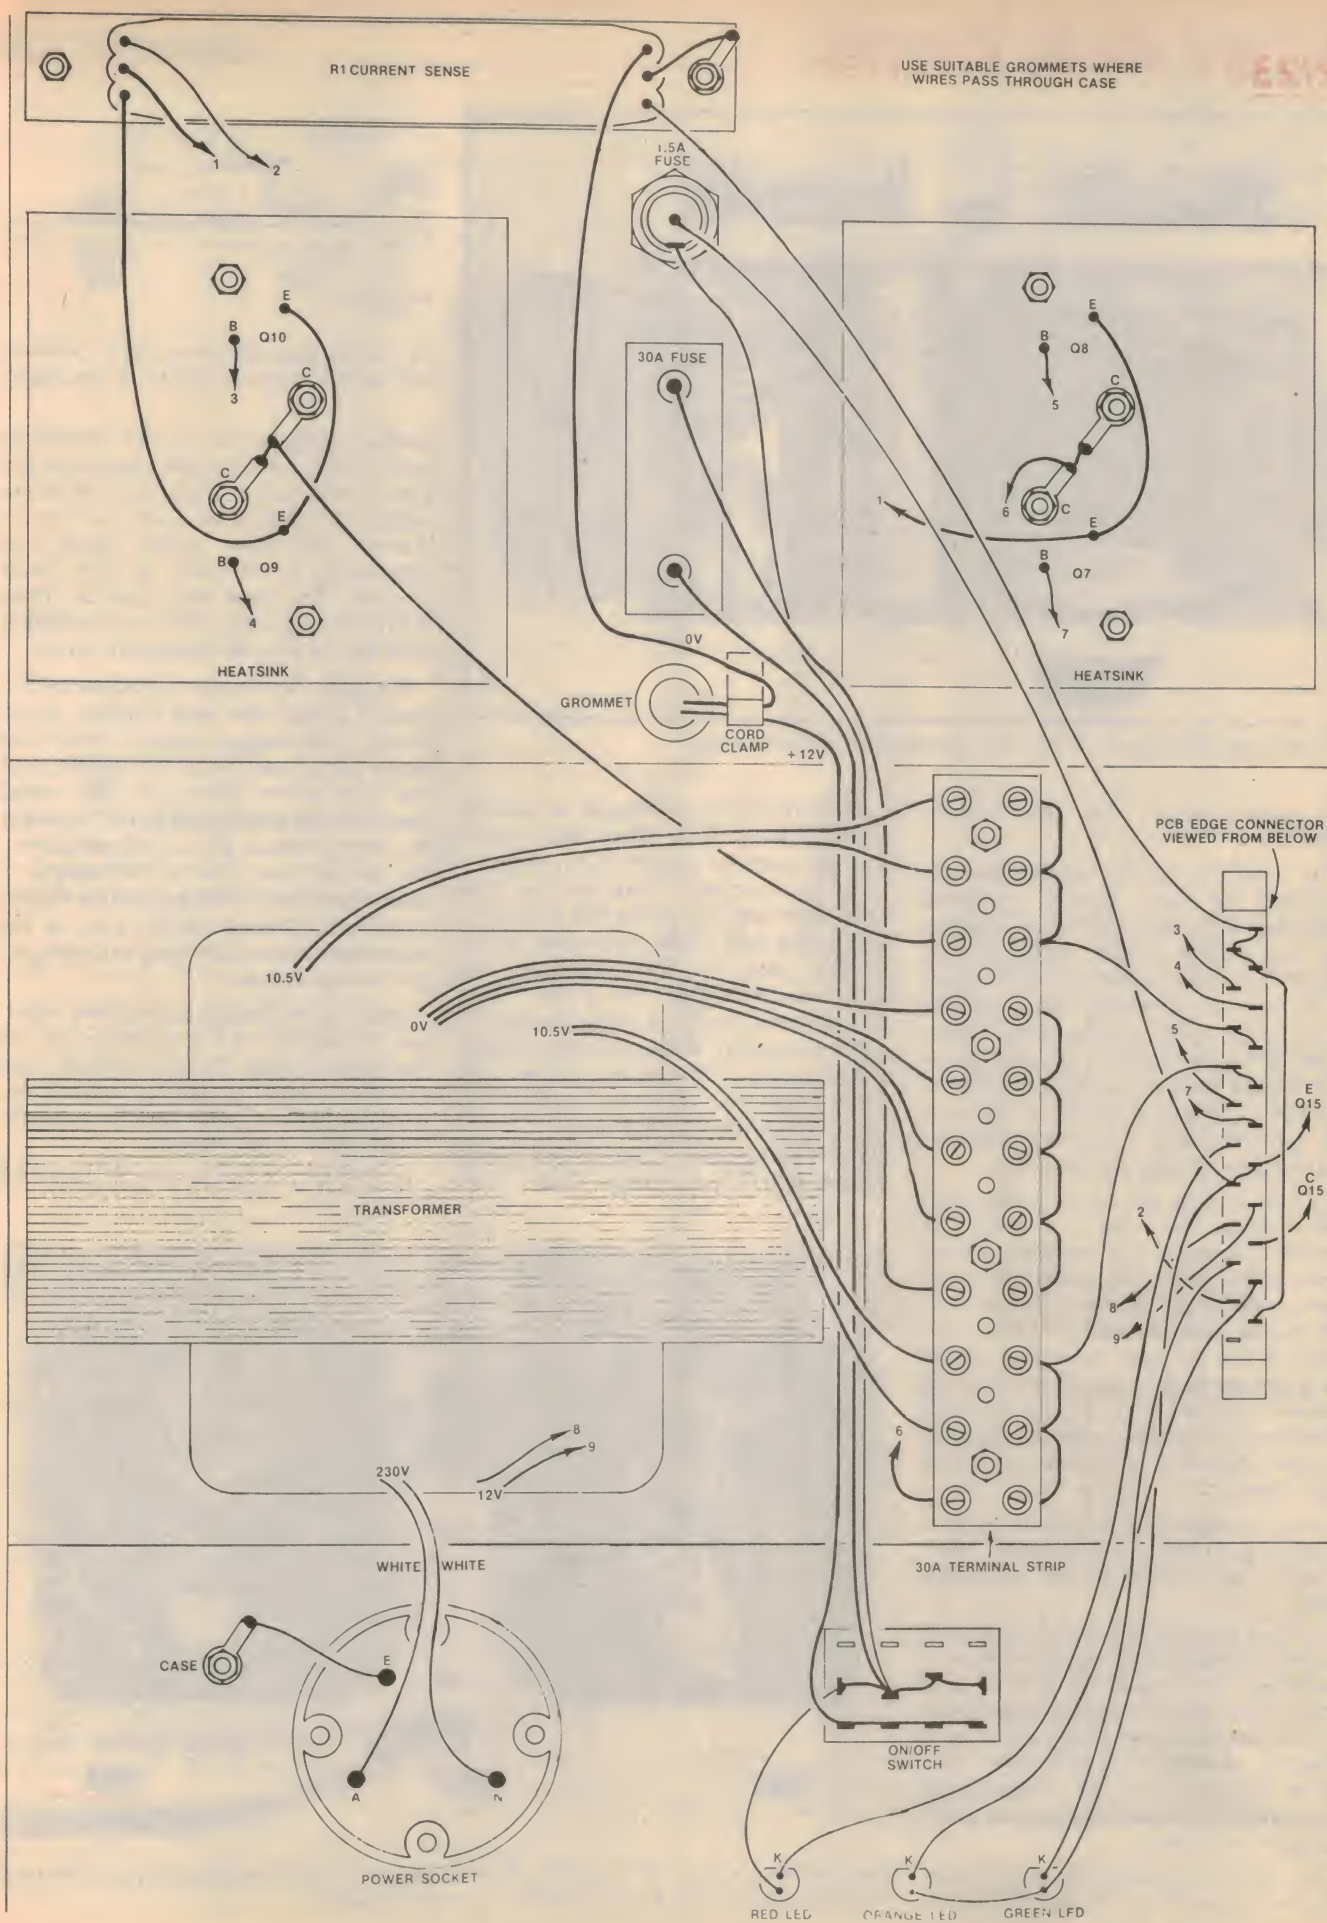 R1 CURRENT SENSE
USE SUITABLE GROMMETS WHERE
WIRES PASS THROUGH CASE
1
2
1.5A
FUSE
E
B
Q10
3
C
C
E
B
Q9
4
HEATSINK
30A FUSE
0V
GROMMET
CORD
CLAMP
+12V
E
B
Q8
5
C
6
C
1
E
B
Q7
7
HEATSINK
PCB EDGE CONNECTOR
VIEWED FROM BELOW
10.5V
0V
10.5V
3
4
5
7
E
Q15
C
Q15
2
8
9
TRANSFORMER
6
8
9
230V
12V
30A TERMINAL STRIP
WHITE
WHITE
CASE
E
A
N
POWER SOCKET
ON/OFF
SWITCH
K
K
K
RED LED
ORANGE LED
GREEN LED